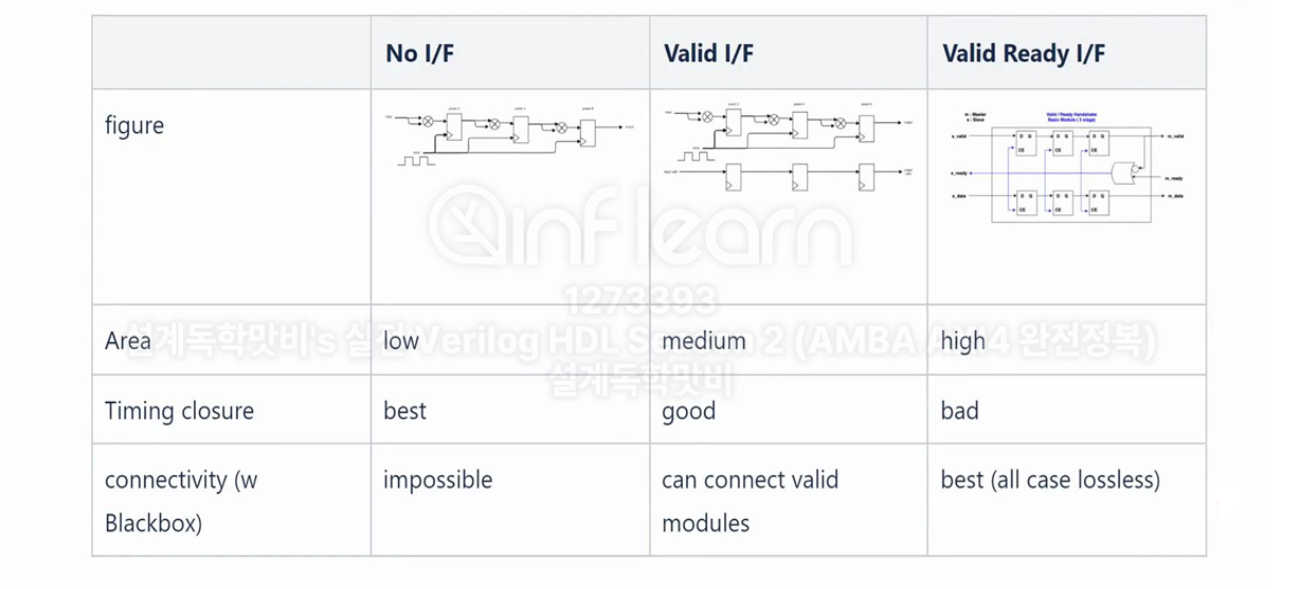 No I/F
Valid I/F
Valid Ready I/F
figure
m : Master
s : Slave
Valid / Ready Handshake
Basic Module ( 3 stage)
s_valid
D Q
D Q
D Q
m_valid
CE
CE
CE
s_ready
m_ready
s_data
D Q
D Q
D Q
m_data
CE
CE
CE
inflearn
1273393
설계독학맛비's 실전 Verilog HDL Season 2 (AMBA AXI4 완전정복)
설계독학맛비
Area
low
medium
high
Timing closure
best
good
bad
connectivity (w
Blackbox)
impossible
can connect valid
modules
best (all case lossless)